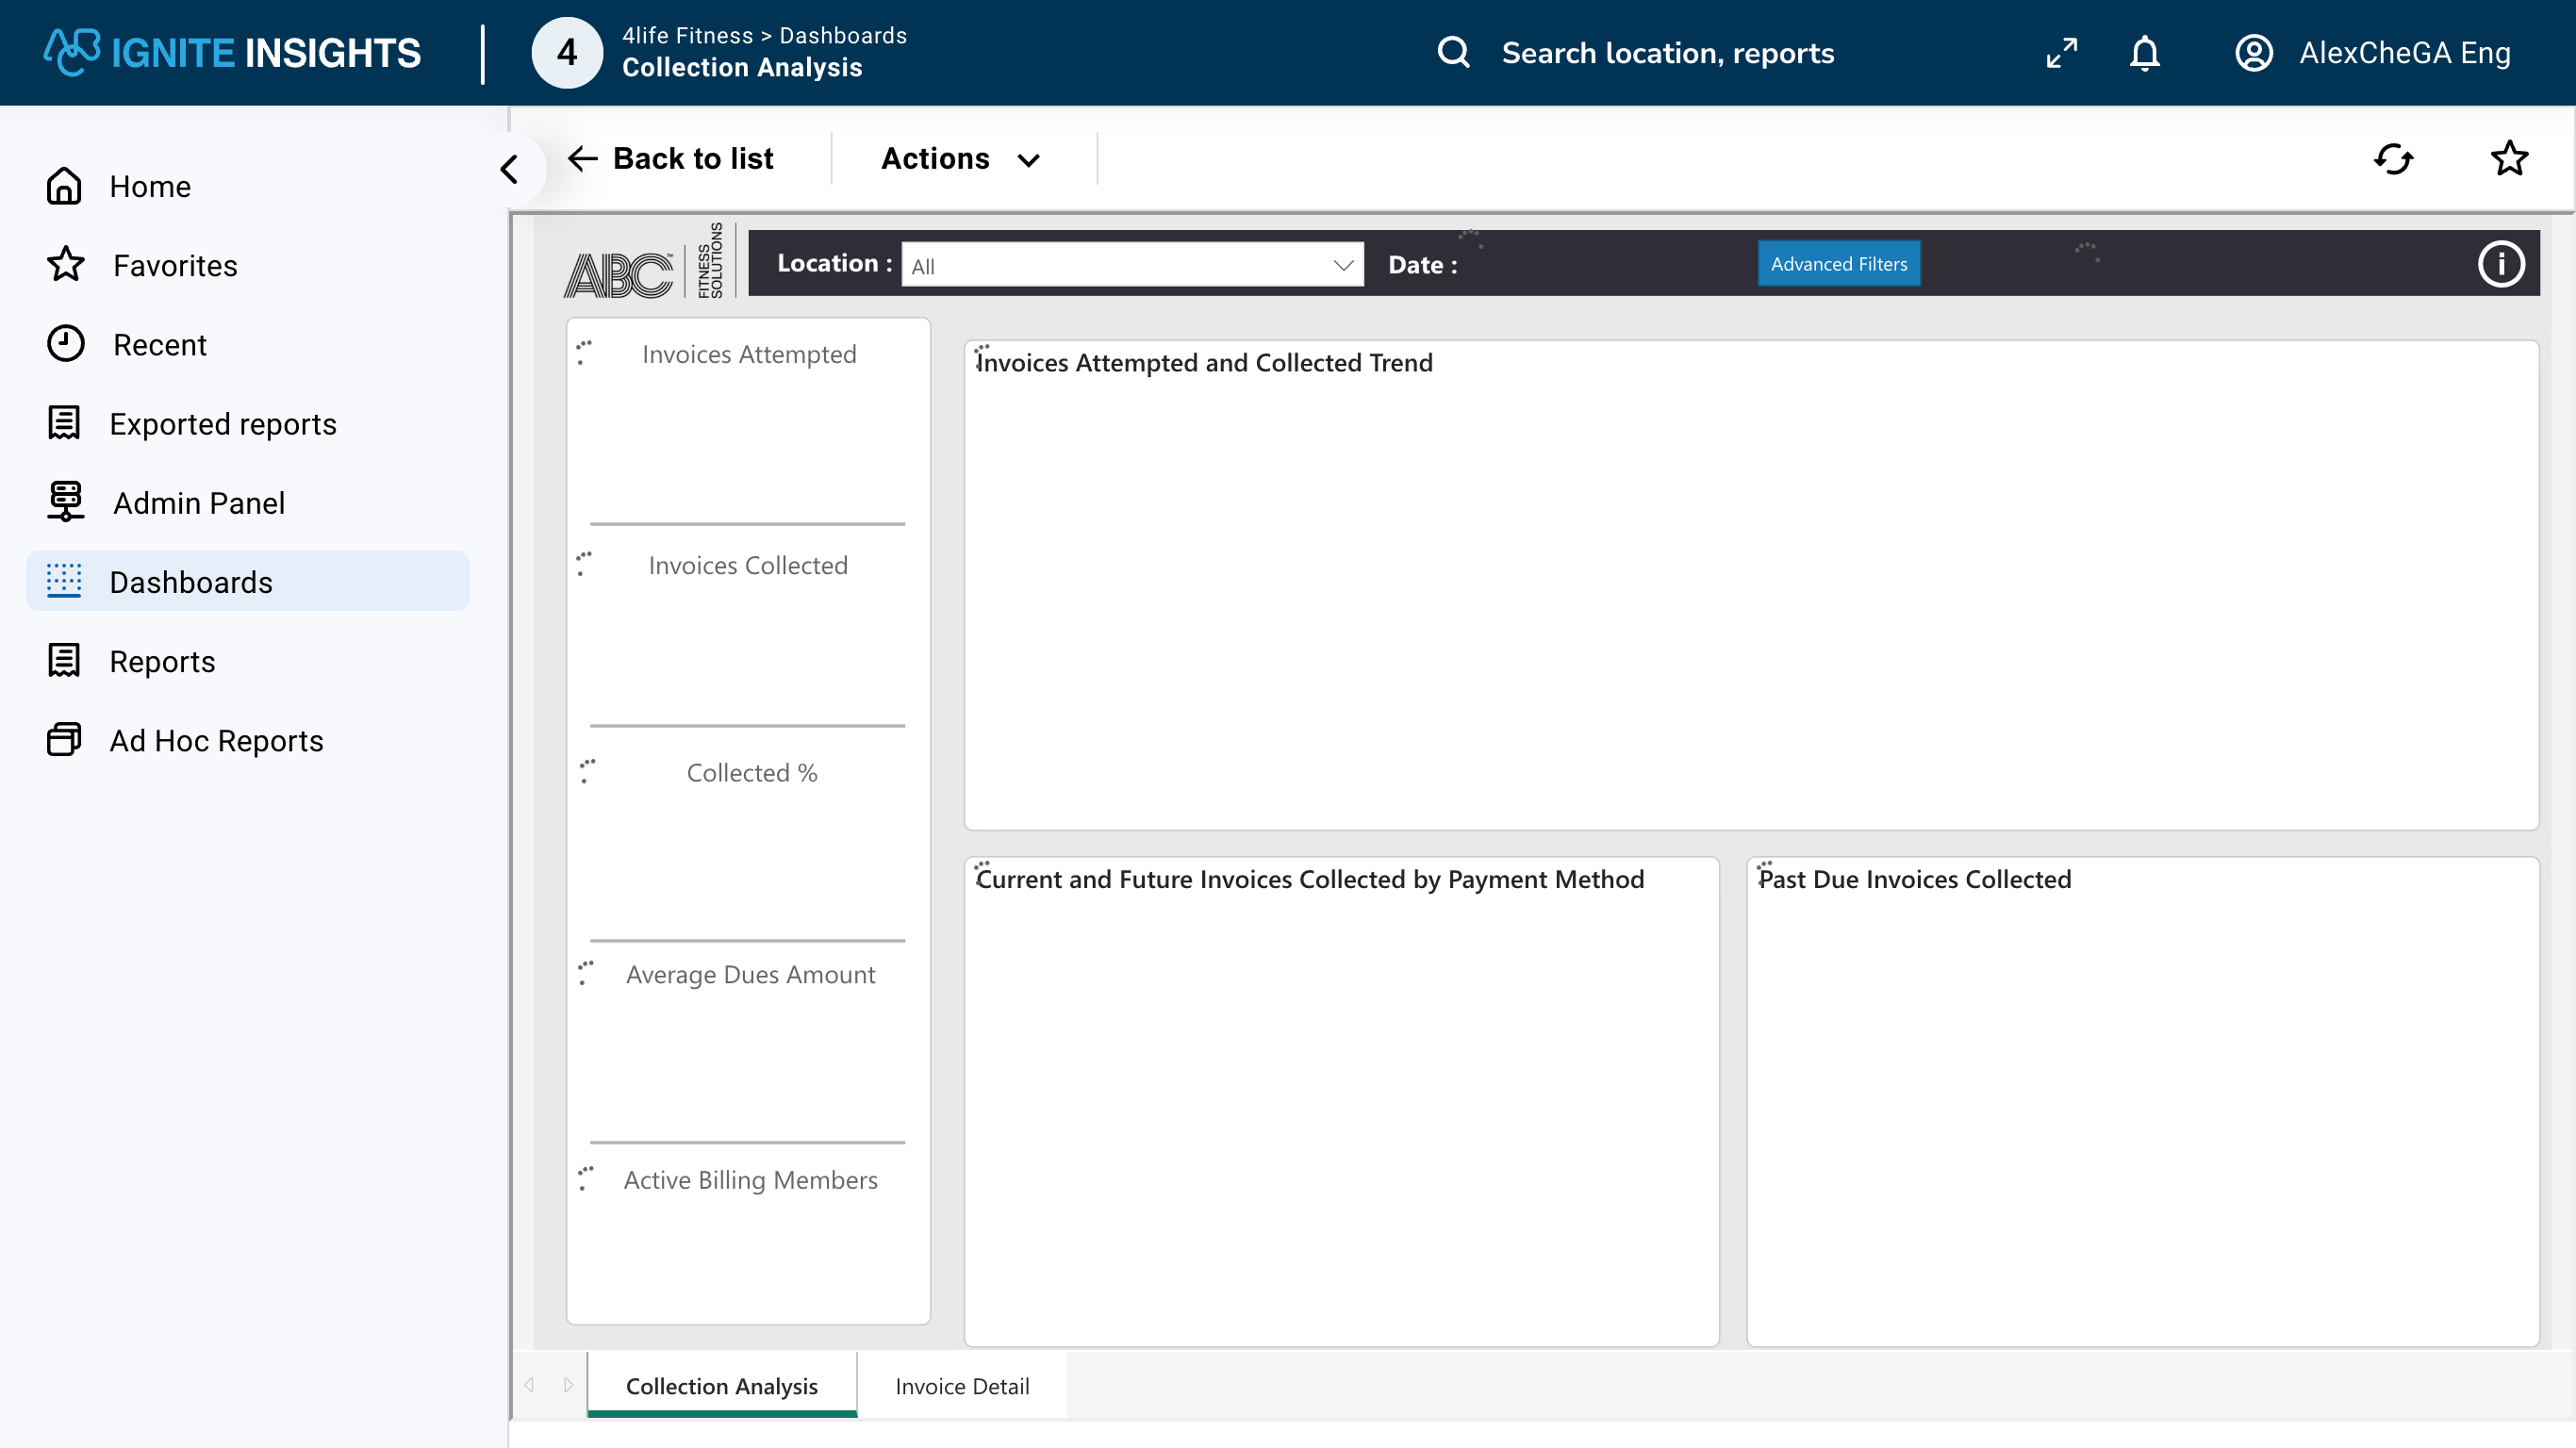 IGNITE INSIGHTS
4
4life Fitness > Dashboards
Collection Analysis
Search location, reports
AlexCheGA Eng
Home
Favorites
Recent
Exported reports
Admin Panel
Dashboards
Reports
Ad Hoc Reports
Back to list
Actions
ABC™
FITNESS
SOLUTIONS
Location :
All
Date :
Advanced Filters
Invoices Attempted
Invoices Collected
Collected %
Average Dues Amount
Active Billing Members
Invoices Attempted and Collected Trend
Current and Future Invoices Collected by Payment Method
Past Due Invoices Collected
Collection Analysis
Invoice Detail